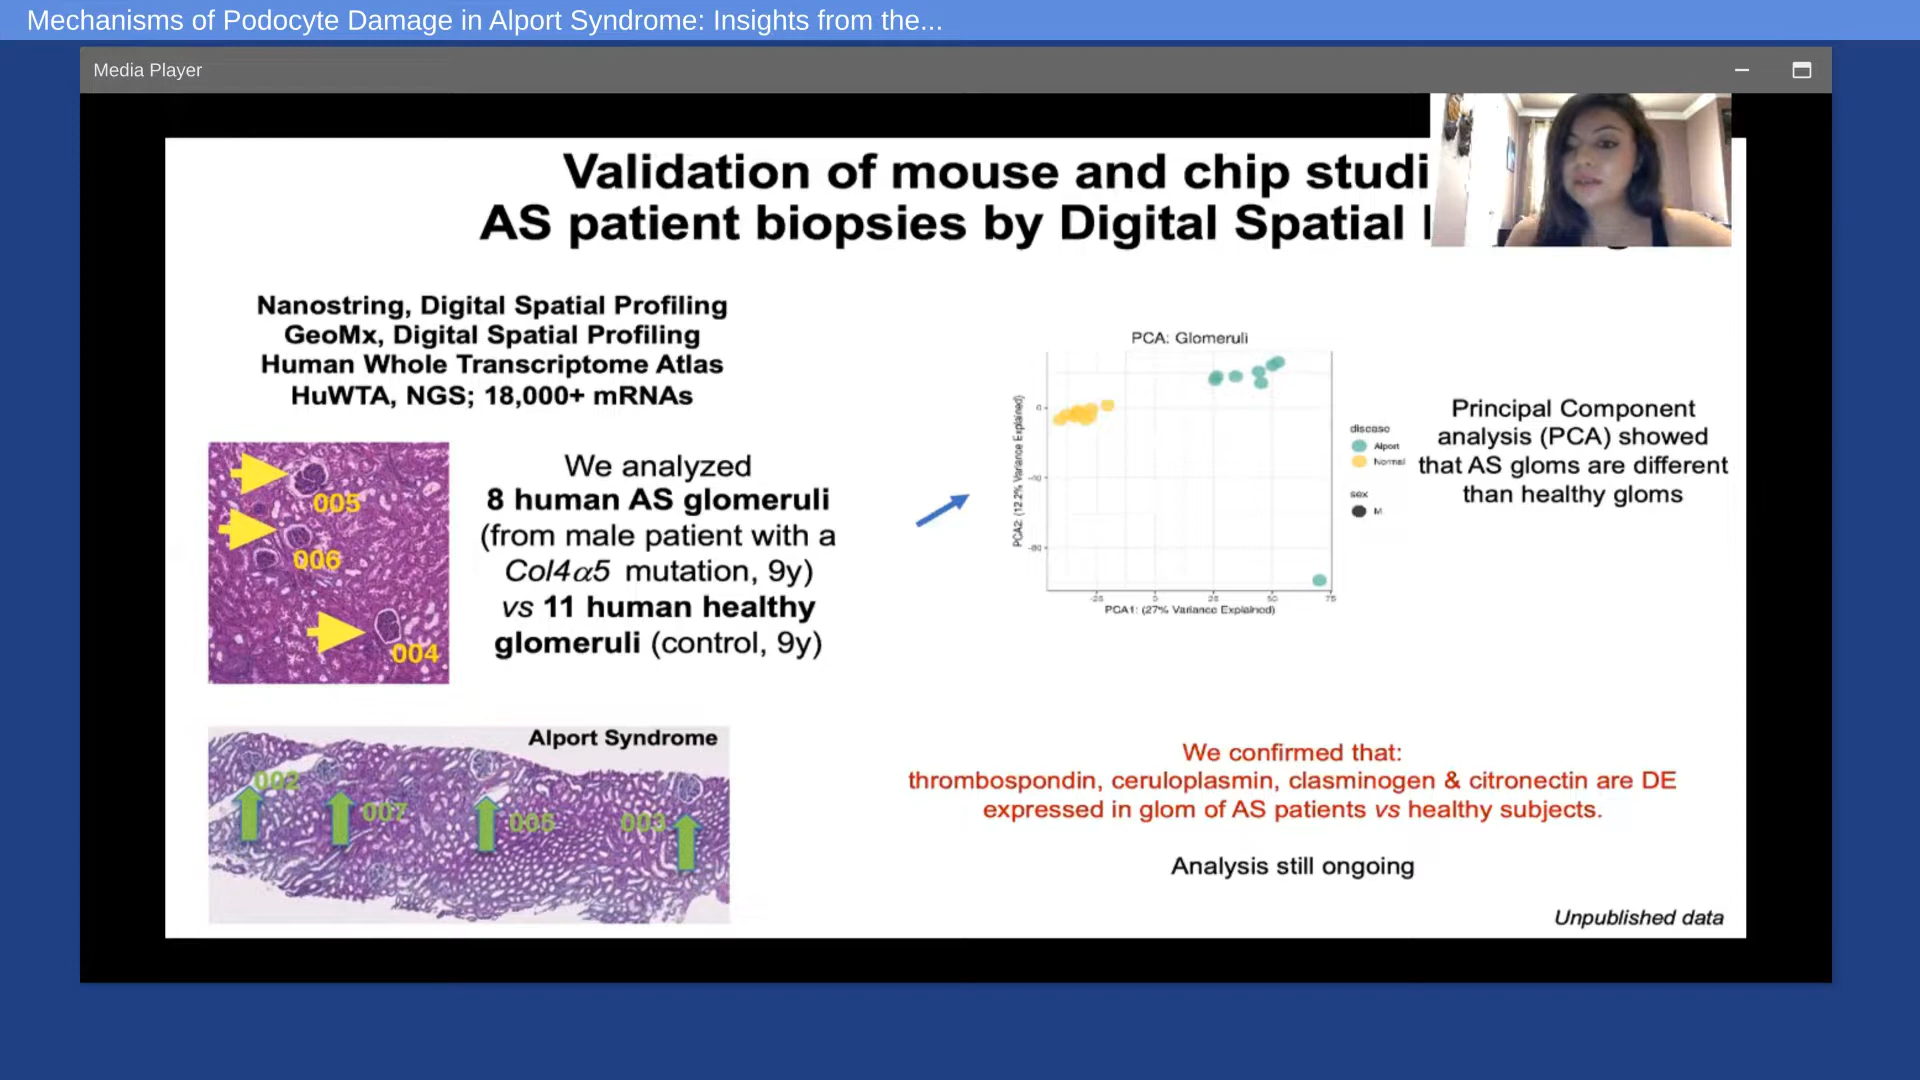 Mechanisms of Podocyte Damage in Alport Syndrome: Insights from the...
Media Player
Validation of mouse and chip studi
AS patient biopsies by Digital Spatial
Nanostring, Digital Spatial Profiling
GeoMx, Digital Spatial Profiling
Human Whole Transcriptome Atlas
HuWTA, NGS; 18,000+ mRNAs
005
006
004
We analyzed
8 human AS glomeruli
(from male patient with a
Col4α5 mutation, 9y)
vs 11 human healthy
glomeruli (control, 9y)
PCA: Glomeruli
PCA2: (12.2% Variance Explained)
0
-80
-25
25
50
75
PCA1: (27% Variance Explained)
disease
Alport
Normal
sex
M
Principal Component
analysis (PCA) showed
that AS gloms are different
than healthy gloms
Alport Syndrome
002
007
003
We confirmed that:
thrombospondin, ceruloplasmin, clasminogen & citronectin are DE
expressed in glom of AS patients vs healthy subjects.
Analysis still ongoing
Unpublished data